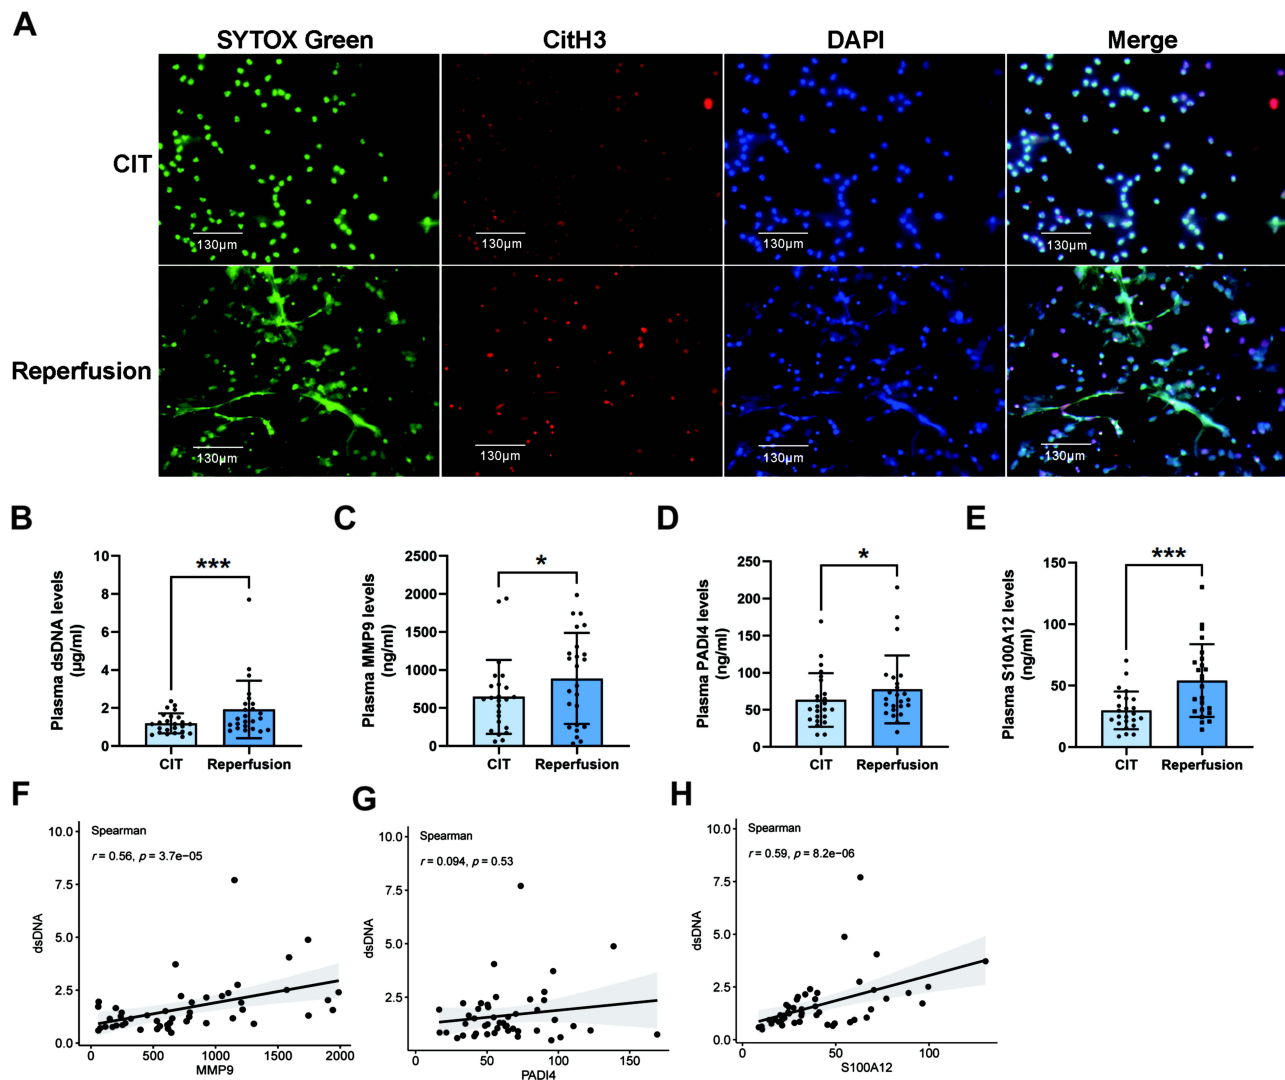 A
SYTOX Green CitH3 DAPI Merge
CIT
130µm 130µm 130µm 130µm
Reperfusion
130µm 130µm 130µm 130µm
B
Plasma dsDNA levels
(µg/ml)
10
8
6
4
2
0
***
CIT Reperfusion
C
Plasma MMP9 levels
(ng/ml)
2500
2000
1500
1000
500
0
*
CIT Reperfusion
D
Plasma PADI4 levels
(ng/ml)
250
200
150
100
50
0
*
CIT Reperfusion
E
Plasma S100A12 levels
(ng/ml)
150
100
50
0
***
CIT Reperfusion
F
Spearman
r = 0.56, p = 3.7e−05
dsDNA
10.0
7.5
5.0
2.5
0.0
0 500 1000 1500 2000
MMP9
G
Spearman
r = 0.094, p = 0.53
dsDNA
10.0
7.5
5.0
2.5
0 50 100 150
PADI4
H
Spearman
r = 0.59, p = 8.2e−06
dsDNA
10.0
7.5
5.0
2.5
0.0
0 50 100
S100A12